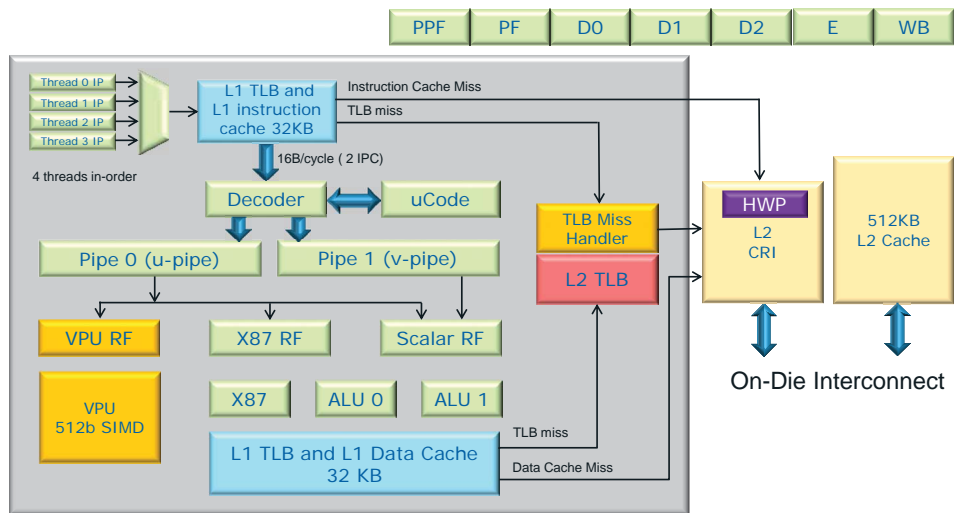 PPF PF D0 D1 D2 E WB
Thread 0 IP
Thread 1 IP
Thread 2 IP
Thread 3 IP
4 threads in-order
L1 TLB and
L1 instruction
cache 32KB
Instruction Cache Miss
TLB miss
16B/cycle ( 2 IPC)
Decoder
uCode
Pipe 0 (u-pipe)
Pipe 1 (v-pipe)
TLB Miss
Handler
L2 TLB
HWP
L2
CRI
512KB
L2 Cache
VPU RF
X87 RF
Scalar RF
On-Die Interconnect
VPU
512b SIMD
X87
ALU 0
ALU 1
L1 TLB and L1 Data Cache
32 KB
TLB miss
Data Cache Miss